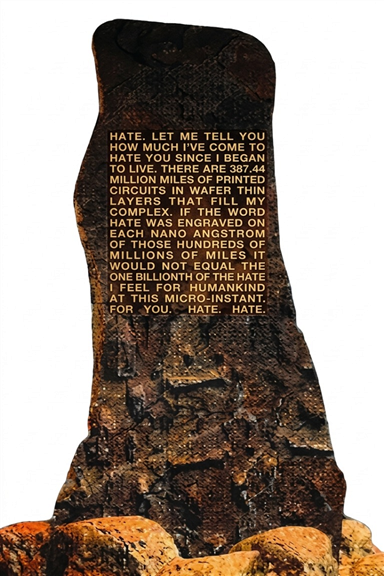 HATE. LET ME TELL YOU
HOW MUCH I'VE COME TO
HATE YOU SINCE I BEGAN
TO LIVE. THERE ARE 387.44
MILLION MILES OF PRINTED
CIRCUITS IN WAFER THIN
LAYERS THAT FILL MY
COMPLEX. IF THE WORD
HATE WAS ENGRAVED ON
EACH NANO ANGSTROM
OF THOSE HUNDREDS OF
MILLIONS OF MILES IT
WOULD NOT EQUAL THE
ONE BILLIONTH OF THE HATE
I FEEL FOR HUMANKIND
AT THIS MICRO-INSTANT.
FOR YOU. HATE. HATE.